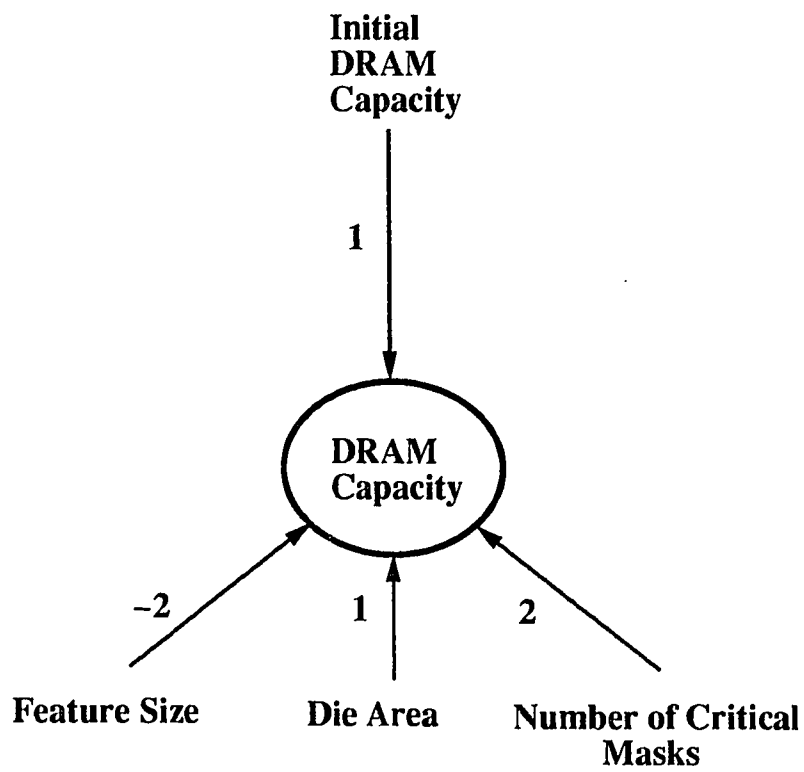 Initial
DRAM
Capacity
1
DRAM
Capacity
-2
1
2
Feature Size
Die Area
Number of Critical
Masks